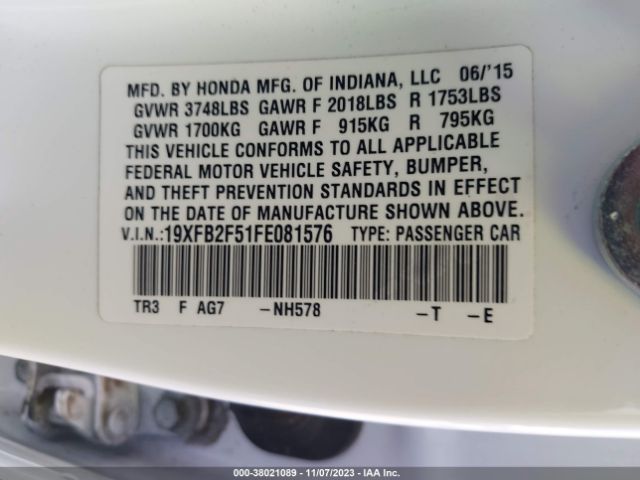 MFD. BY HONDA MFG. OF INDIANA, LLC 06/'15
GVWR 3748LBS GAWR F 2018LBS R 1753LBS
GVWR 1700KG GAWR F 915KG R 795KG
THIS VEHICLE CONFORMS TO ALL APPLICABLE
FEDERAL MOTOR VEHICLE SAFETY, BUMPER,
AND THEFT PREVENTION STANDARDS IN EFFECT
ON THE DATE OF MANUFACTURE SHOWN ABOVE.
V.I.N.:19XFB2F51FE081576 TYPE: PASSENGER CAR
TR3 F AG7 -NH578 -T -E
000-38021089 - 11/07/2023 - IAA Inc.